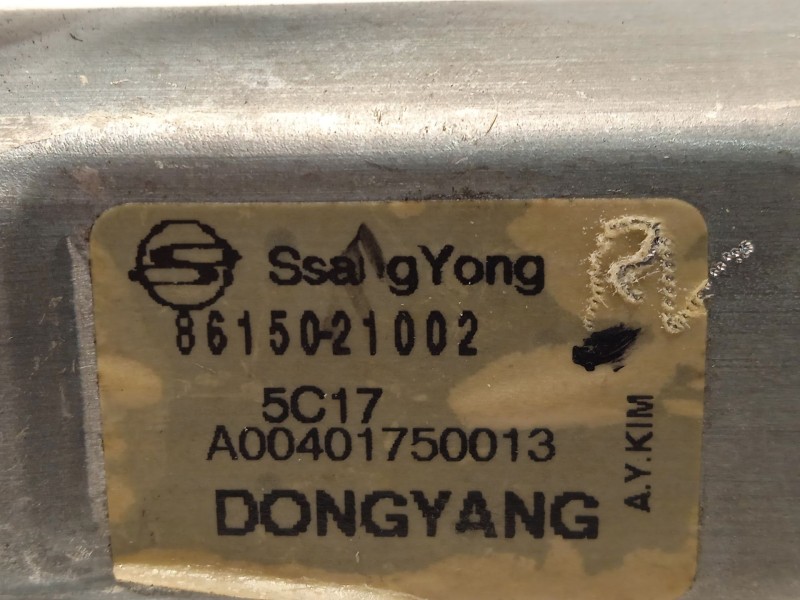 SsangYong
86150-21002
5C17
A00401750013
DONGYANG
A.Y.KIM